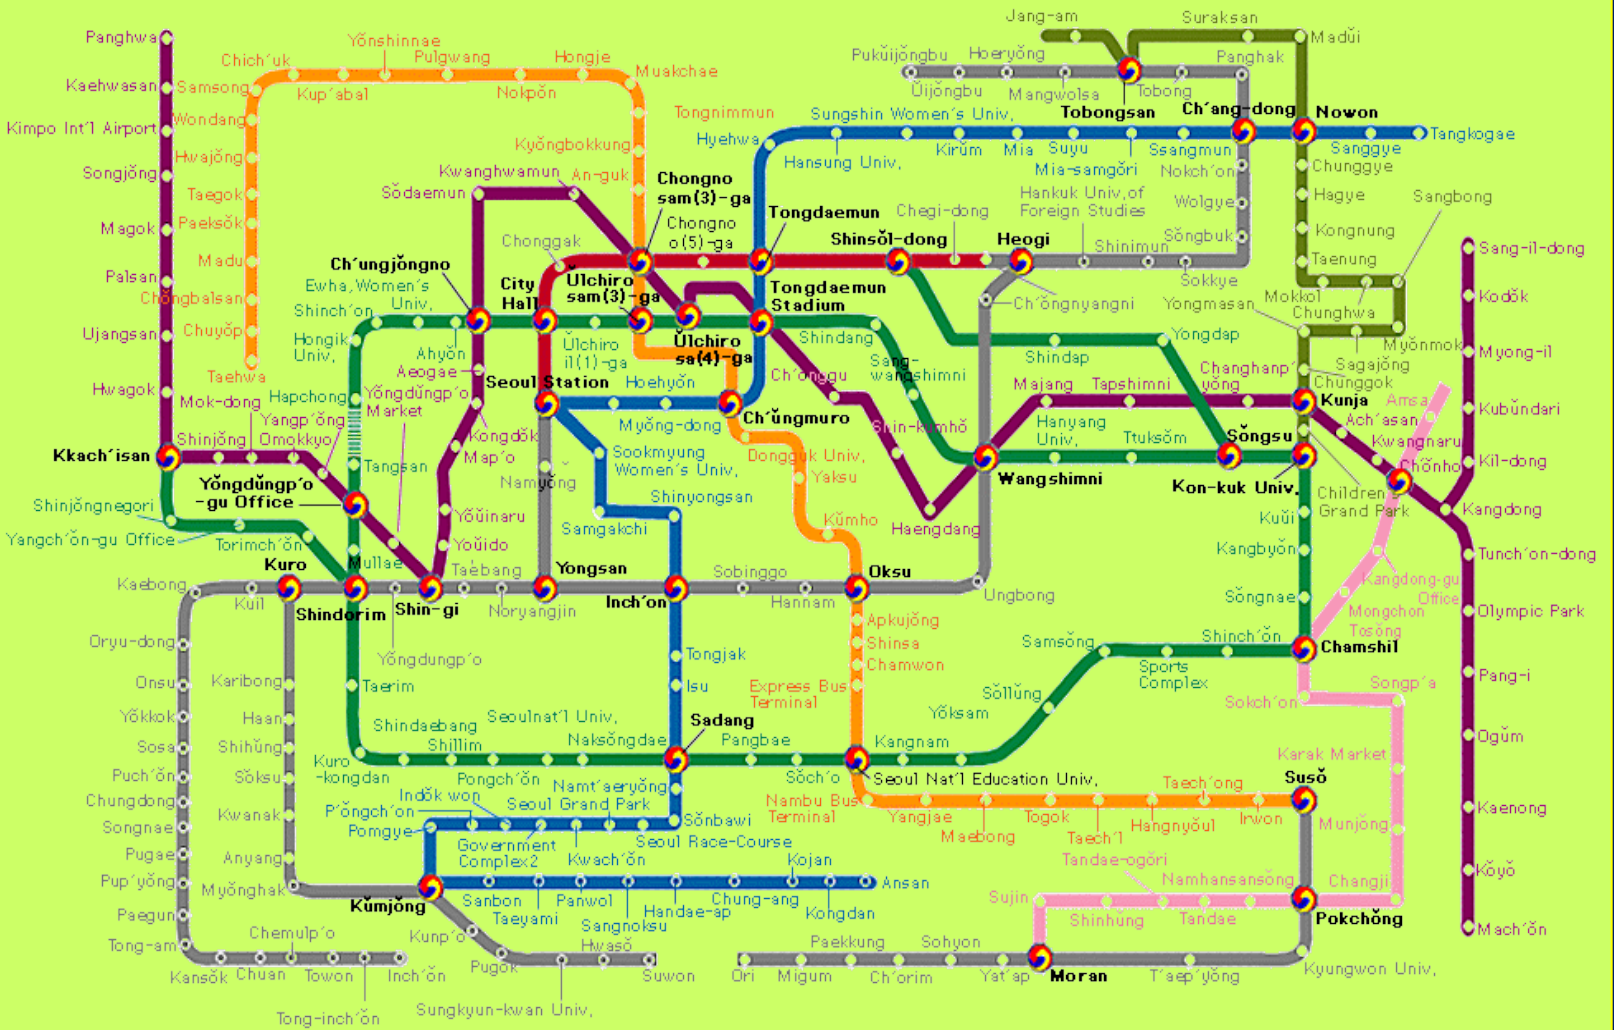 Panghwa
Kaehwasan
Kimpo Int'l Airport
Songjŏng
Magok
Palsan
Ujangsan
Hwagok
Kkach'isan
Shinjŏngnegori
Yangch'ŏn-gu Office
Torimch'ŏn
Chich'uk
Samsong
Wondang
Hwajŏng
Taegok
Paeksŏk
Madu
Chŏngbalsan
Chuyŏp
Taehwa
Yŏnshinnae
Kup'abal
Pulgwang
Nokpŏn
Hongje
Muakchae
Tongnimmun
Kyŏngbokkung
An-guk
Kwanghwamun
Sŏdaemun
Ch'ungjŏngno
Ewha, Women's
Univ,
Shinch'on
Hongik
Univ,
Ahyŏn
Aeogae
Hapchong
Yŏngdŭngp'o
Market
Mok-dong
Shinjŏng
Omokkyo
Yangp'ŏng
Kongdŏk
Map'o
Yŏŭinaru
Yoŭido
Tangsan
Yŏngdŭngp'o
-gu Office
Mullae
Chonggak
City
Hall
Ŭlchiro
sam(3)-ga
Ŭlchiro
il(1)-ga
Ŭlchiro
sa(4)-ga
Chongno
sam(3)-ga
Chongno
o(5)-ga
Tongdaemun
Tongdaemun
Stadium
Shinsŏl-dong
Chegi-dong
Heogi
Seoul Station
Hoehyŏn
Myŏng-dong
Ch'ŭngmuro
Namyŏng
Sookmyung
Women's Univ,
Samgakchi
Shinyongsan
Dongguk Univ,
Yaksu
Kŭmho
Oksu
Hyehwa
Hansung Univ,
Sungshin Women's Univ,
Kirŭm
Mia
Suyu
Mia-samgŏri
Ssangmun
Ch'ang-dong
Nowon
Sanggye
Tangkogae
Jang-am
Suraksan
Madŭi
Pukŭijŏngbu
Ŭijŏngbu
Hoeryŏng
Mangwolsa
Tobongsan
Tobong
Panghak
Nokch'on
Wolgye
Sŏngbuk
Sokkye
Shinimun
Hankuk Univ,of
Foreign Studies
Ch'ŏngnyangni
Chunggye
Hagye
Kongnung
Taenung
Sangbong
Mokkol
Chunghwa
Myŏnmok
Yongmasan
Sagajŏng
Chunggok
Kunja
Changhanp'
yŏng
Tapshimni
Majang
Hanyang
Univ,
Ttuksŏm
Sŏngsu
Yongdap
Shindap
Shindang
Sang-
wangshimni
Ch'ŏnggu
Shin-kŭmho
Haengdang
Wangshimni
Kon-kuk Univ,
Children's
Grand Park
Kuŭi
Kangbyŏn
Sŏngnae
Ach'asan
Kwangnaru
Amsa
Chŏnho
Kangdong
Sang-il-dong
Kodŏk
Myong-il
Kubŭndari
Kil-dong
Tunch'on-dong
Olympic Park
Pang-i
Ogŭm
Kaenong
Kŏyŏ
Mach'ŏn
Kangdong-gu
Office
Mongchon
Tosŏng
Chamshil
Shinch'ŏn
Sports
Complex
Samsŏng
Sŏllŭng
Yŏksam
Kangnam
Sokch'on
Songp'a
Karak Market
Munjŏng
Changji
Pokchŏng
Susŏ
Irwon
Taech'ong
Hangnyŏul
Taech'i
Togok
Maebong
Yangjae
Nambu Bus
Terminal
Seoul Nat'l Education Univ,
Sŏch'o
Pangbae
Sadang
Naksŏngdae
Seoulnat'l Univ,
Pongch'ŏn
Shillim
Shindaebang
Kuro
-kongdan
Taerim
Shindorim
Kuro
Shin-gi
Yŏngdungp'o
Taebang
Noryangjin
Yongsan
Inch'on
Sobinggo
Hannam
Ungbong
Apkujŏng
Shinsa
Chamwon
Express Bus
Terminal
Tongjak
Isu
Namt'aeryŏng
Sŏnbawi
Seoul Race-Course
Seoul Grand Park
Kwach'ŏn
Government
Complex2
Indŏk won
P'ŏngch'on
Pomgye
Kŭmjŏng
Sanbon
Taeyami
Panwol
Sangnoksu
Handae-ap
Chung-ang
Kojan
Kongdan
Ansan
Kaebong
Kuil
Oryu-dong
Onsu
Yŏkkok
Sosa
Puch'ŏn
Chungdong
Songnae
Pugae
Pup'yŏng
Paegun
Tong-am
Kansŏk
Chuan
Chemulp'o
Towon
Tong-inch'ŏn
Inch'ŏn
Karibong
Haan
Shihŭng
Sŏksu
Kwanak
Anyang
Myŏnghak
Kunp'o
Pugok
Sungkyun-kwan Univ,
Hwasŏ
Suwon
Ori
Migum
Paekkung
Ch'ŏrim
Sohyon
Yat'ap
Moran
T'aep'yŏng
Kyungwon Univ,
Sujin
Shinhŭng
Tandae-ogŏri
Tandae
Namhansansŏng